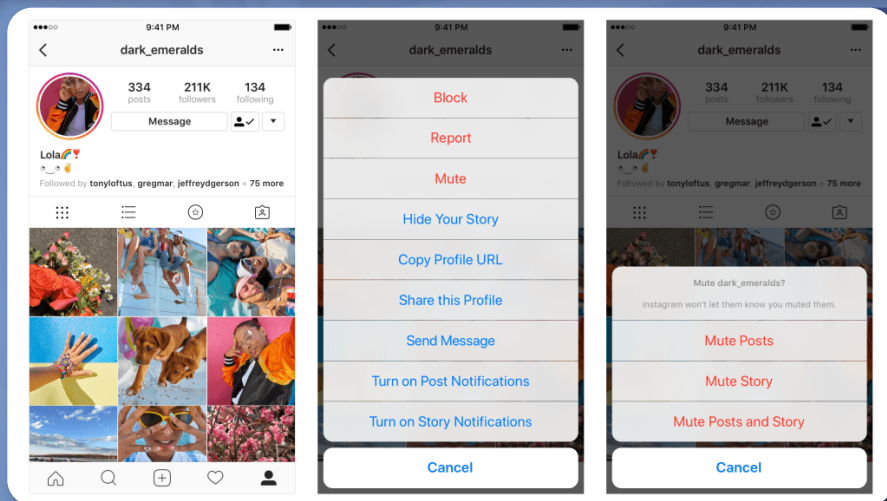 9:41 PM
dark_emeralds
334 211K 134
posts followers following
Message
Lola🌈❣️
Followed by tonyloftus, gregmar, jeffreydgerson + 75 more
9:41 PM
dark_emeralds
Block
Report
Mute
Hide Your Story
Copy Profile URL
Share this Profile
Send Message
Turn on Post Notifications
Turn on Story Notifications
Cancel
9:41 PM
dark_emeralds
334 211K 134
posts followers following
Message
Lola🌈❣️
Followed by tonyloftus, gregmar, jeffreydgerson + 75 more
Mute dark_emeralds?
Instagram won't let them know you muted them.
Mute Posts
Mute Story
Mute Posts and Story
Cancel